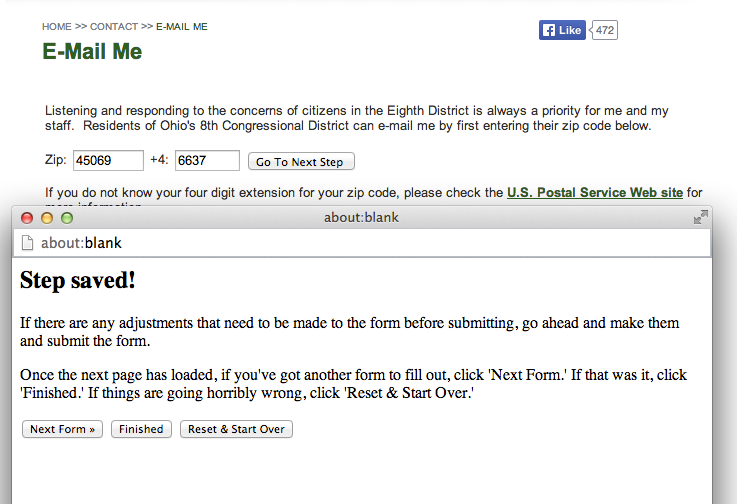 HOME >> CONTACT >> E-MAIL ME
Like 472
E-Mail Me
Listening and responding to the concerns of citizens in the Eighth District is always a priority for me and my
staff. Residents of Ohio's 8th Congressional District can e-mail me by first entering their zip code below.
Zip: 45069 +4: 6637 Go To Next Step
If you do not know your four digit extension for your zip code, please check the U.S. Postal Service Web site for
more information
about:blank
about:blank
Step saved!
If there are any adjustments that need to be made to the form before submitting, go ahead and make them
and submit the form.
Once the next page has loaded, if you've got another form to fill out, click 'Next Form.' If that was it, click
'Finished.' If things are going horribly wrong, click 'Reset & Start Over.'
Next Form » Finished Reset & Start Over